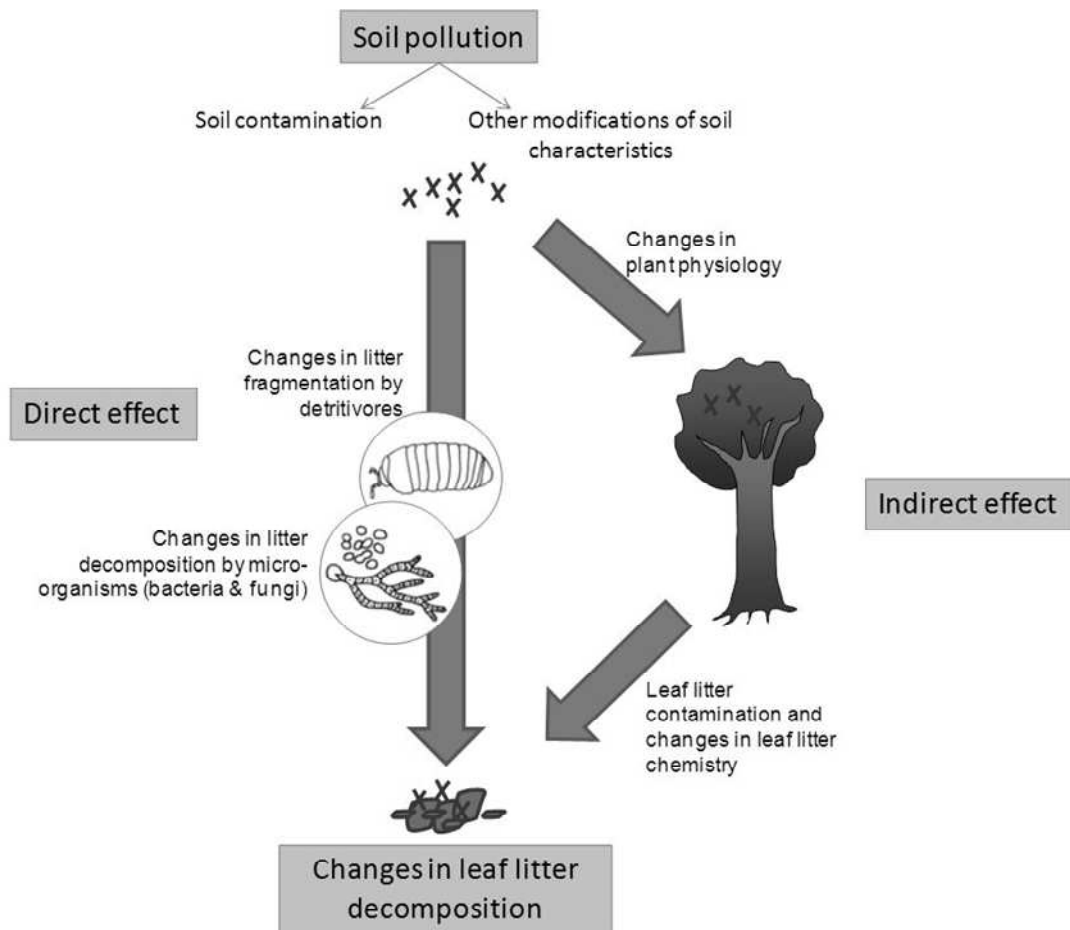 Soil pollution
Soil contamination
Other modifications of soil
characteristics
Changes in
plant physiology
Changes in litter
fragmentation by
detritivores
Direct effect
Indirect effect
Changes in litter
decomposition by micro-
organisms (bacteria & fungi)
Leaf litter
contamination and
changes in leaf litter
chemistry
Changes in leaf litter
decomposition